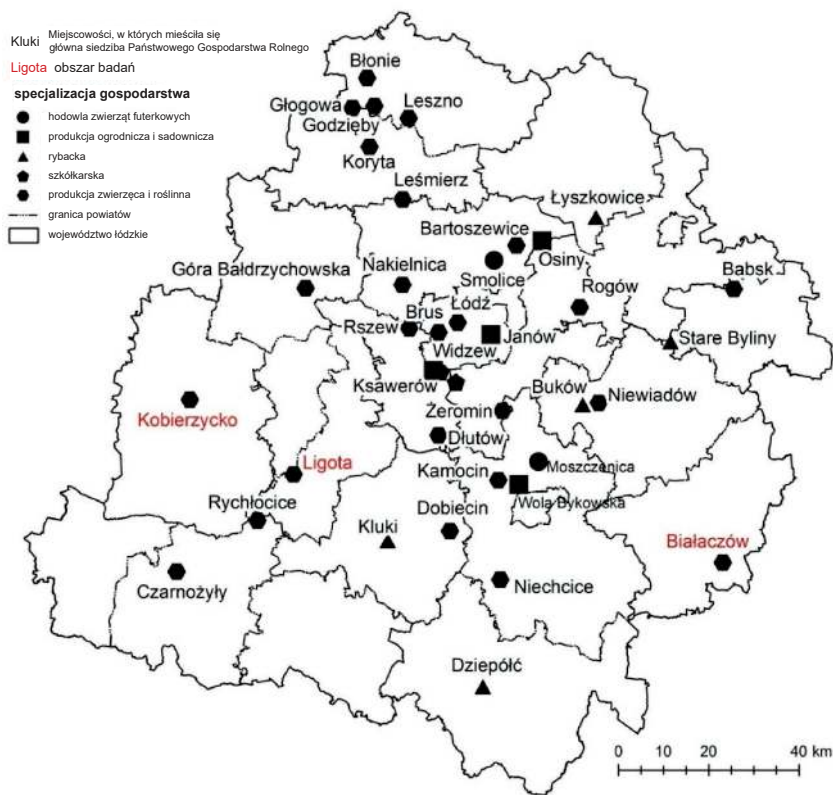 Kluki Miejscowości, w których mieściła się
główna siedziba Państwowego Gospodarstwa Rolnego
Ligota obszar badań
specjalizacja gospodarstwa
hodowla zwierząt futerkowych
produkcja ogrodnicza i sadownicza
rybacka
szkółkarska
produkcja zwierzęca i roślinna
granica powiatów
województwo łódzkie
Błonie
Głogowa
Godzięby
Leszno
Koryta
Leśmierz
Łyszkowice
Bartoszewice
Osiny
Smolice
Góra Bałdrzychowska
Nakielnica
Babsk
Rogów
Łódź
Brus
Rszew
Janów
Widzew
Stare Byliny
Ksawerów
Buków
Niewiadów
Żeromin
Kobierzycko
Dłutów
Ligota
Kamocin
Moszczenica
Wola Bykowska
Rychłocice
Dobiecin
Kluki
Białaczów
Czarnożyły
Niechcice
Dziepółć
0 10 20 40 km